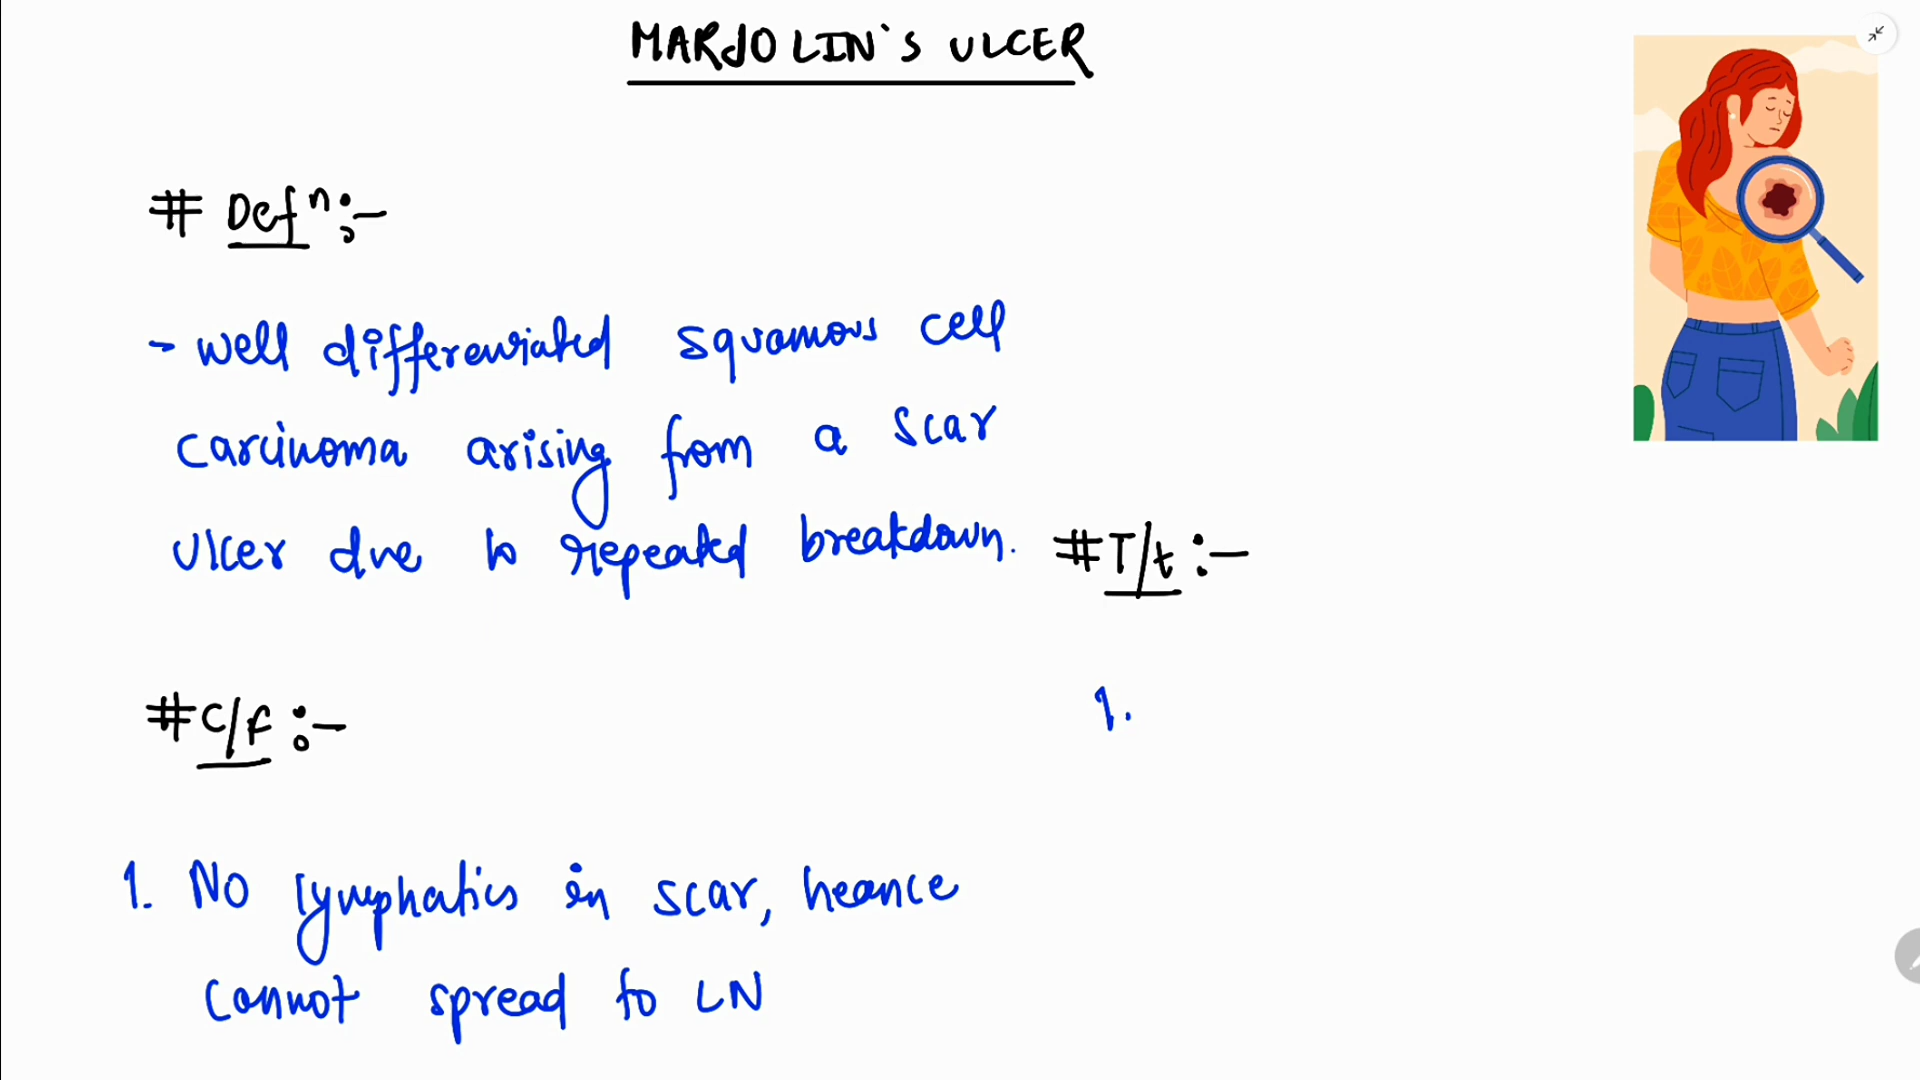 MARJOLIN'S ULCER
# Defn:-
- well differentiated squamous cell
carcinoma arising from a scar
ulcer due to repeated breakdown.
#C/f :-
1. No lymphatics in scar, heance
cannot spread to LN
#T/t :-
1.